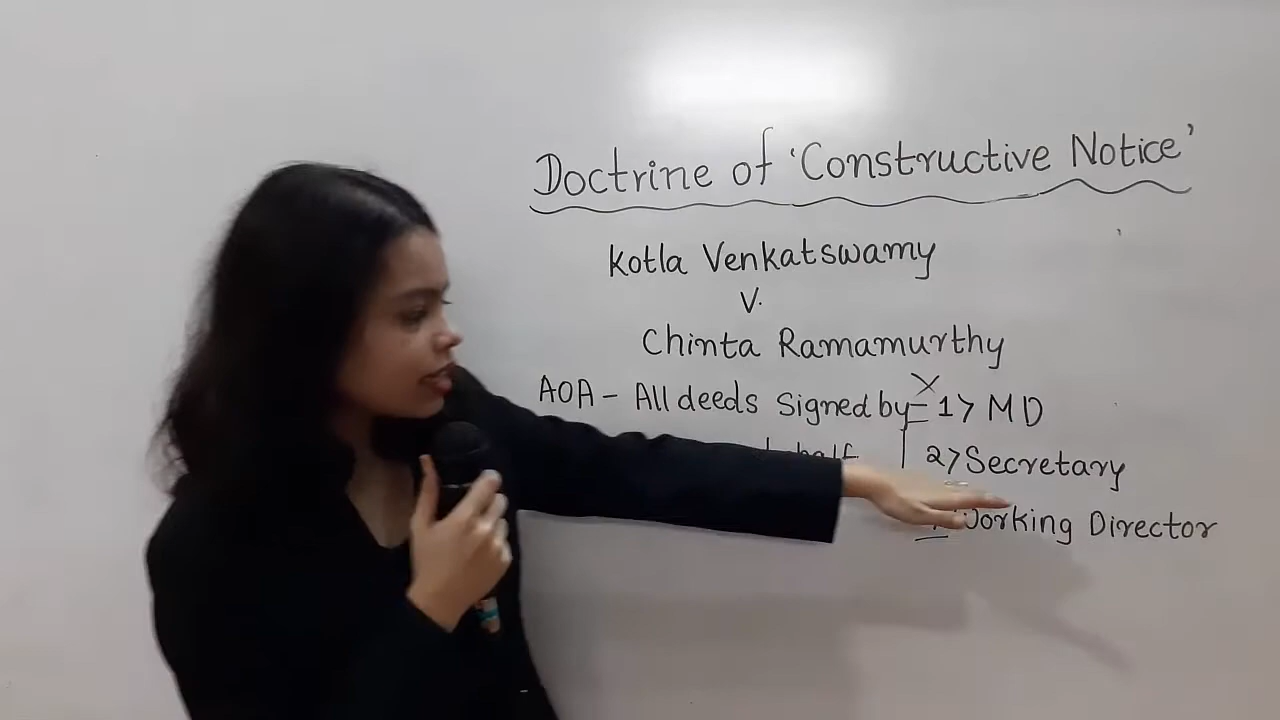 Doctrine of 'Constructive Notice'
Kotla Venkatswamy
V.
Chinta Ramamurthy
AOA - All deeds signed by - 1> MD
2> Secretary
Working Director